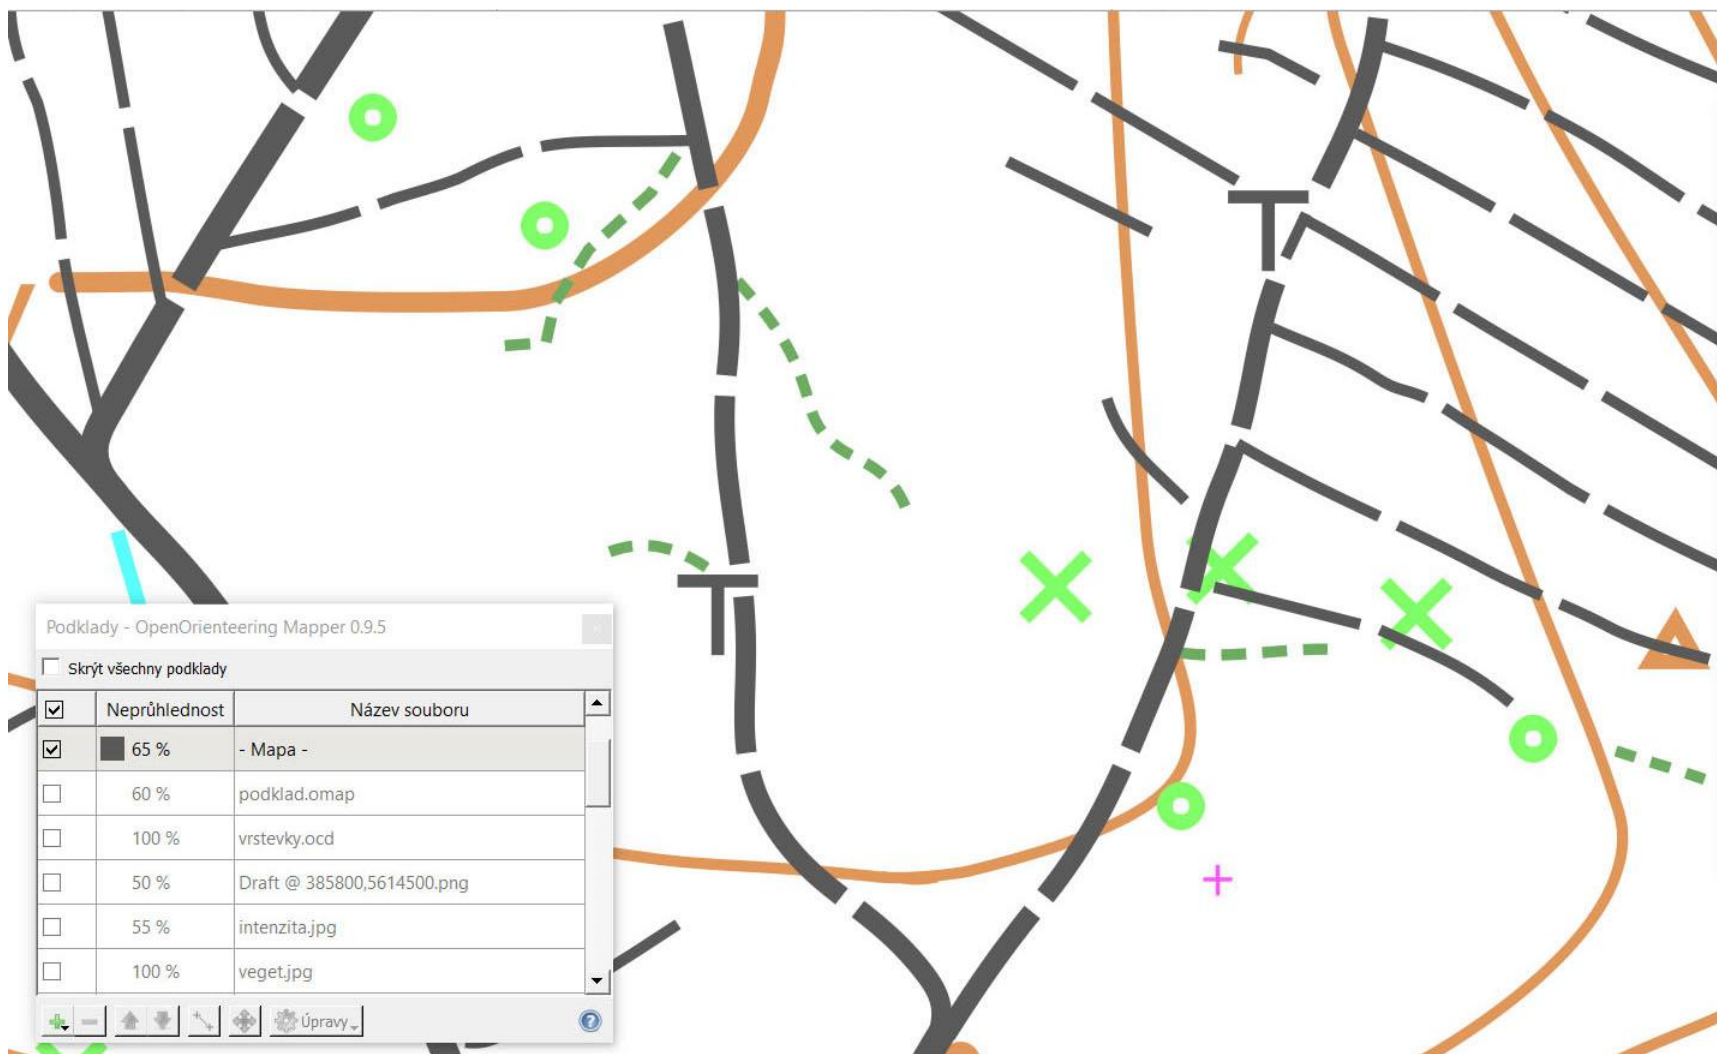 Podklady - OpenOrienteering Mapper 0.9.5
Skrýt všechny podklady
Neprůhlednost Název souboru
65 % - Mapa -
60 % podklad.omap
100 % vrstevky.ocd
50 % Draft @ 385800,5614500.png
55 % intenzita.jpg
100 % veget.jpg
Úpravy